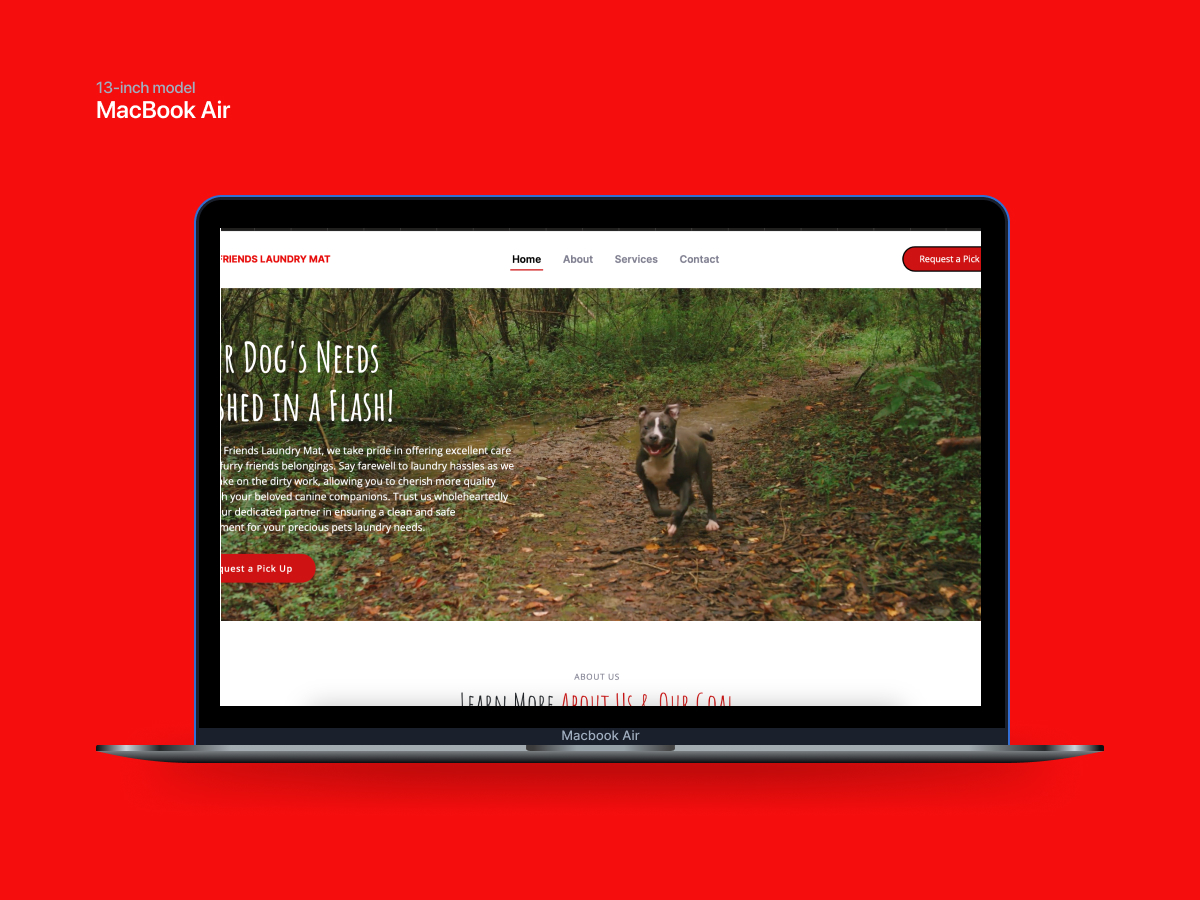 13-inch model
MacBook Air
FRIENDS LAUNDRY MAT
Home About Services Contact
Request a Pick
R DOG'S NEEDS
SHED IN A FLASH!
Friends Laundry Mat, we take pride in offering excellent care
furry friends belongings. Say farewell to laundry hassles as we
ke on the dirty work, allowing you to cherish more quality
h your beloved canine companions. Trust us wholeheartedly
ur dedicated partner in ensuring a clean and safe
ment for your precious pets laundry needs.
quest a Pick Up
ABOUT US
LEARN MORE ABOUT US & OUR GOAL
Macbook Air